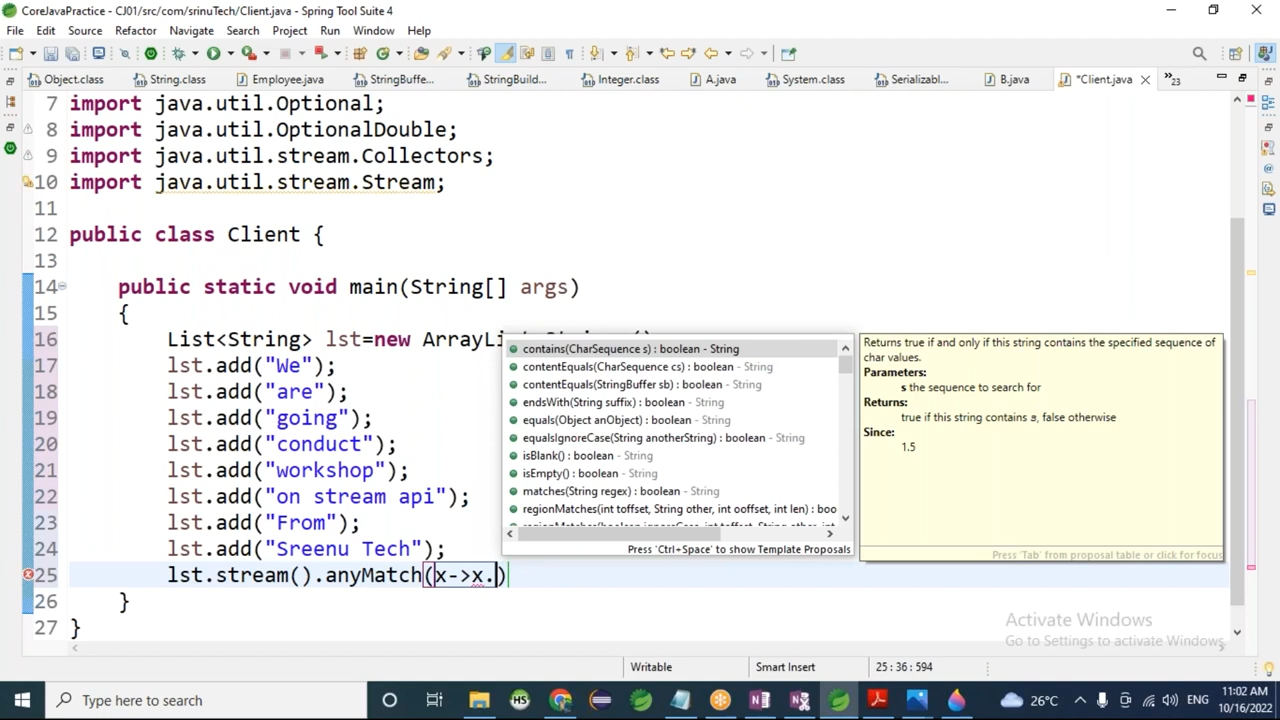 CoreJavaPractice - CJ01/src/com/srinuTech/Client.java - Spring Tool Suite 4
File Edit Source Refactor Navigate Search Project Run Window Help
Object.class String.class Employee.java StringBuffe... StringBuild... Integer.class A.java System.class Serializabl... B.java *Client.java 23
7 import java.util.Optional;
8 import java.util.OptionalDouble;
9 import java.util.stream.Collectors;
10 import java.util.stream.Stream;
11
12 public class Client {
13
14 public static void main(String[] args)
15 {
16 List<String> lst=new
17 lst.add("We");
18 lst.add("are");
19 lst.add("going");
20 lst.add("conduct");
21 lst.add("workshop");
22 lst.add("on stream api");
23 lst.add("From");
24 lst.add("Sreenu Tech");
25 lst.stream().anyMatch(x->x.)
26 }
27 }
contains(CharSequence s) : boolean - String
contentEquals(CharSequence cs) : boolean - String
contentEquals(StringBuffer sb) : boolean - String
endsWith(String suffix) : boolean - String
equals(Object anObject) : boolean - String
equalsIgnoreCase(String anotherString) : boolean - String
isBlank() : boolean - String
isEmpty() : boolean - String
matches(String regex) : boolean - String
regionMatches(int toffset, String other, int ooffset, int len) : boo
Press 'Ctrl+Space' to show Template Proposals
Returns true if and only if this string contains the specified sequence of
char values.
Parameters:
s the sequence to search for
Returns:
true if this string contains s, false otherwise
Since:
1.5
Press 'Tab' from proposal table or click for focus
Activate Windows
Go to Settings to activate Windows.
Writable Smart Insert 25 : 36 : 594
Type here to search
26°C
ENG
11:02 AM
10/16/2022